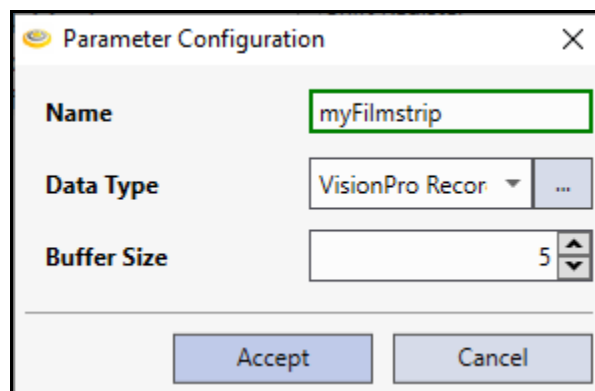 Parameter Configuration
Name
myFilmstrip
Data Type
VisionPro Recor
...
Buffer Size
5
Accept
Cancel